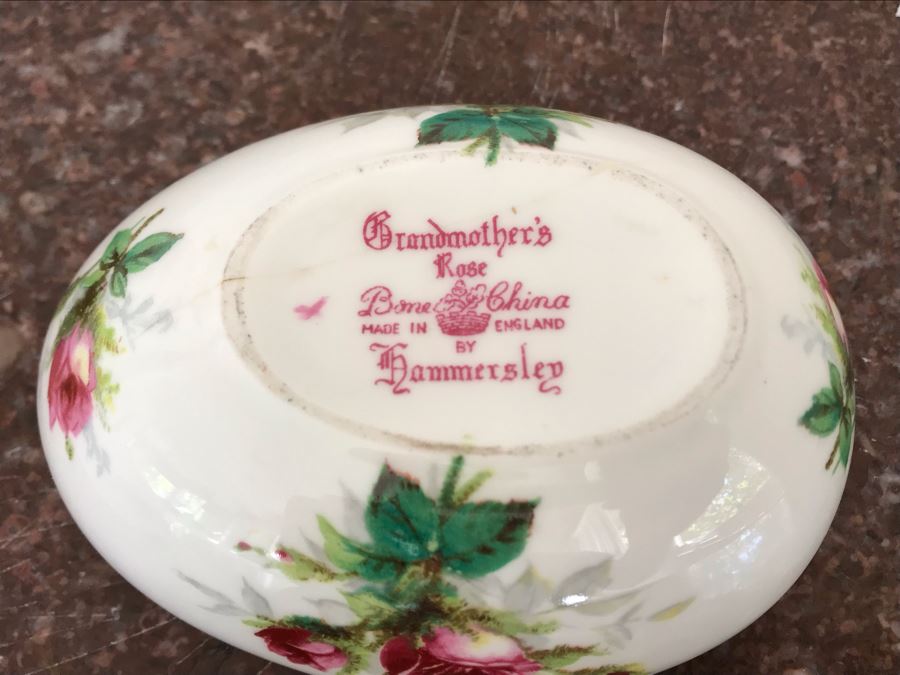 Grandmother's
Rose
Bone China
MADE IN ENGLAND
BY
Hammersley